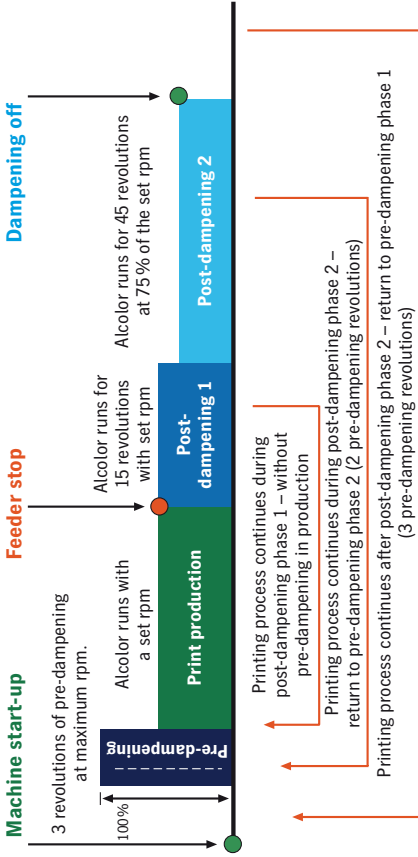 Machine start-up
Feeder stop
Dampening off
3 revolutions of pre-dampening
at maximum rpm.
Alcolor runs with
a set rpm
Alcolor runs for
15 revolutions
with set rpm
Alcolor runs for 45 revolutions
at 75% of the set rpm
100%
Pre-dampening
Print production
Post-
dampening 1
Post-dampening 2
Printing process continues during
post-dampening phase 1 – without
pre-dampening in production
Printing process continues during post-dampening phase 2 –
return to pre-dampening phase 2 (2 pre-dampening revolutions)
Printing process continues after post-dampening phase 2 – return to pre-dampening phase 1
(3 pre-dampening revolutions)